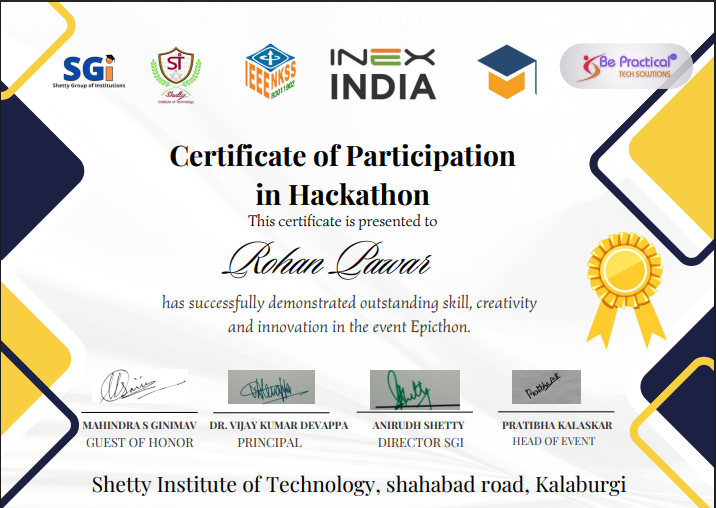 SGi
Shetty Group of Institutions
SIT
Shetty
Institute of Technology
IEEENKSS
60011902
INEX
INDIA
Be Practical
TECH SOLUTIONS
Certificate of Participation
in Hackathon
This certificate is presented to
Rohan Pawar
has successfully demonstrated outstanding skill, creativity
and innovation in the event Epicthon.
MAHINDRA S GINIMAV
GUEST OF HONOR
DR. VIJAY KUMAR DEVAPPA
PRINCIPAL
ANIRUDH SHETTY
DIRECTOR SGI
PRATIBHA KALASKAR
HEAD OF EVENT
Shetty Institute of Technology, shahabad road, Kalaburgi